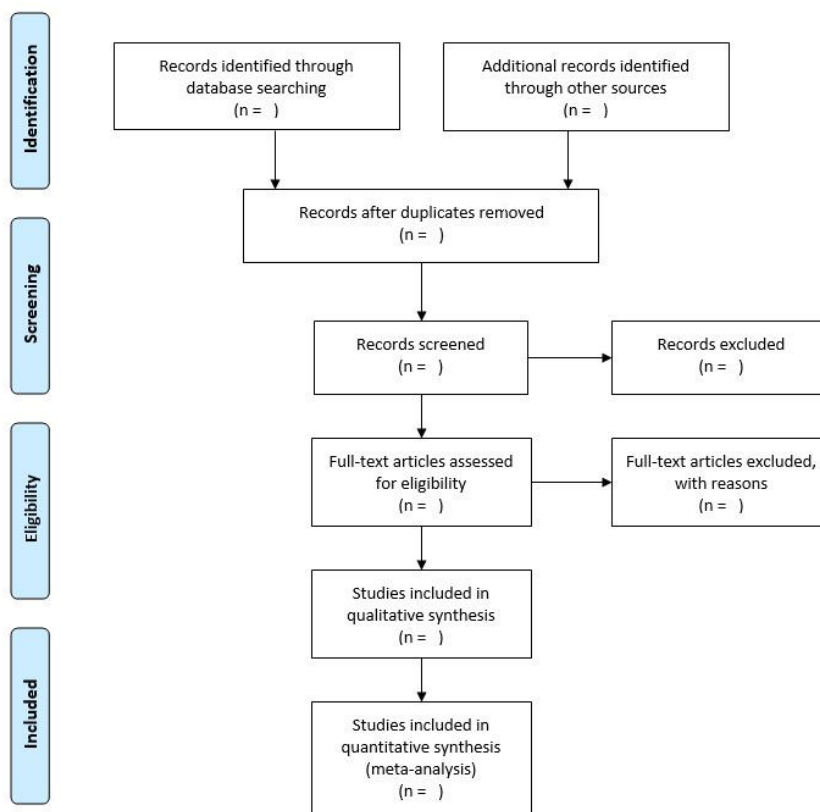 Identification
Records identified through
database searching
(n =   )
Additional records identified
through other sources
(n =   )
Records after duplicates removed
(n =   )
Screening
Records screened
(n =   )
Records excluded
(n =   )
Eligibility
Full-text articles assessed
for eligibility
(n =   )
Full-text articles excluded,
with reasons
(n =   )
Studies included in
qualitative synthesis
(n =   )
Included
Studies included in
quantitative synthesis
(meta-analysis)
(n =   )